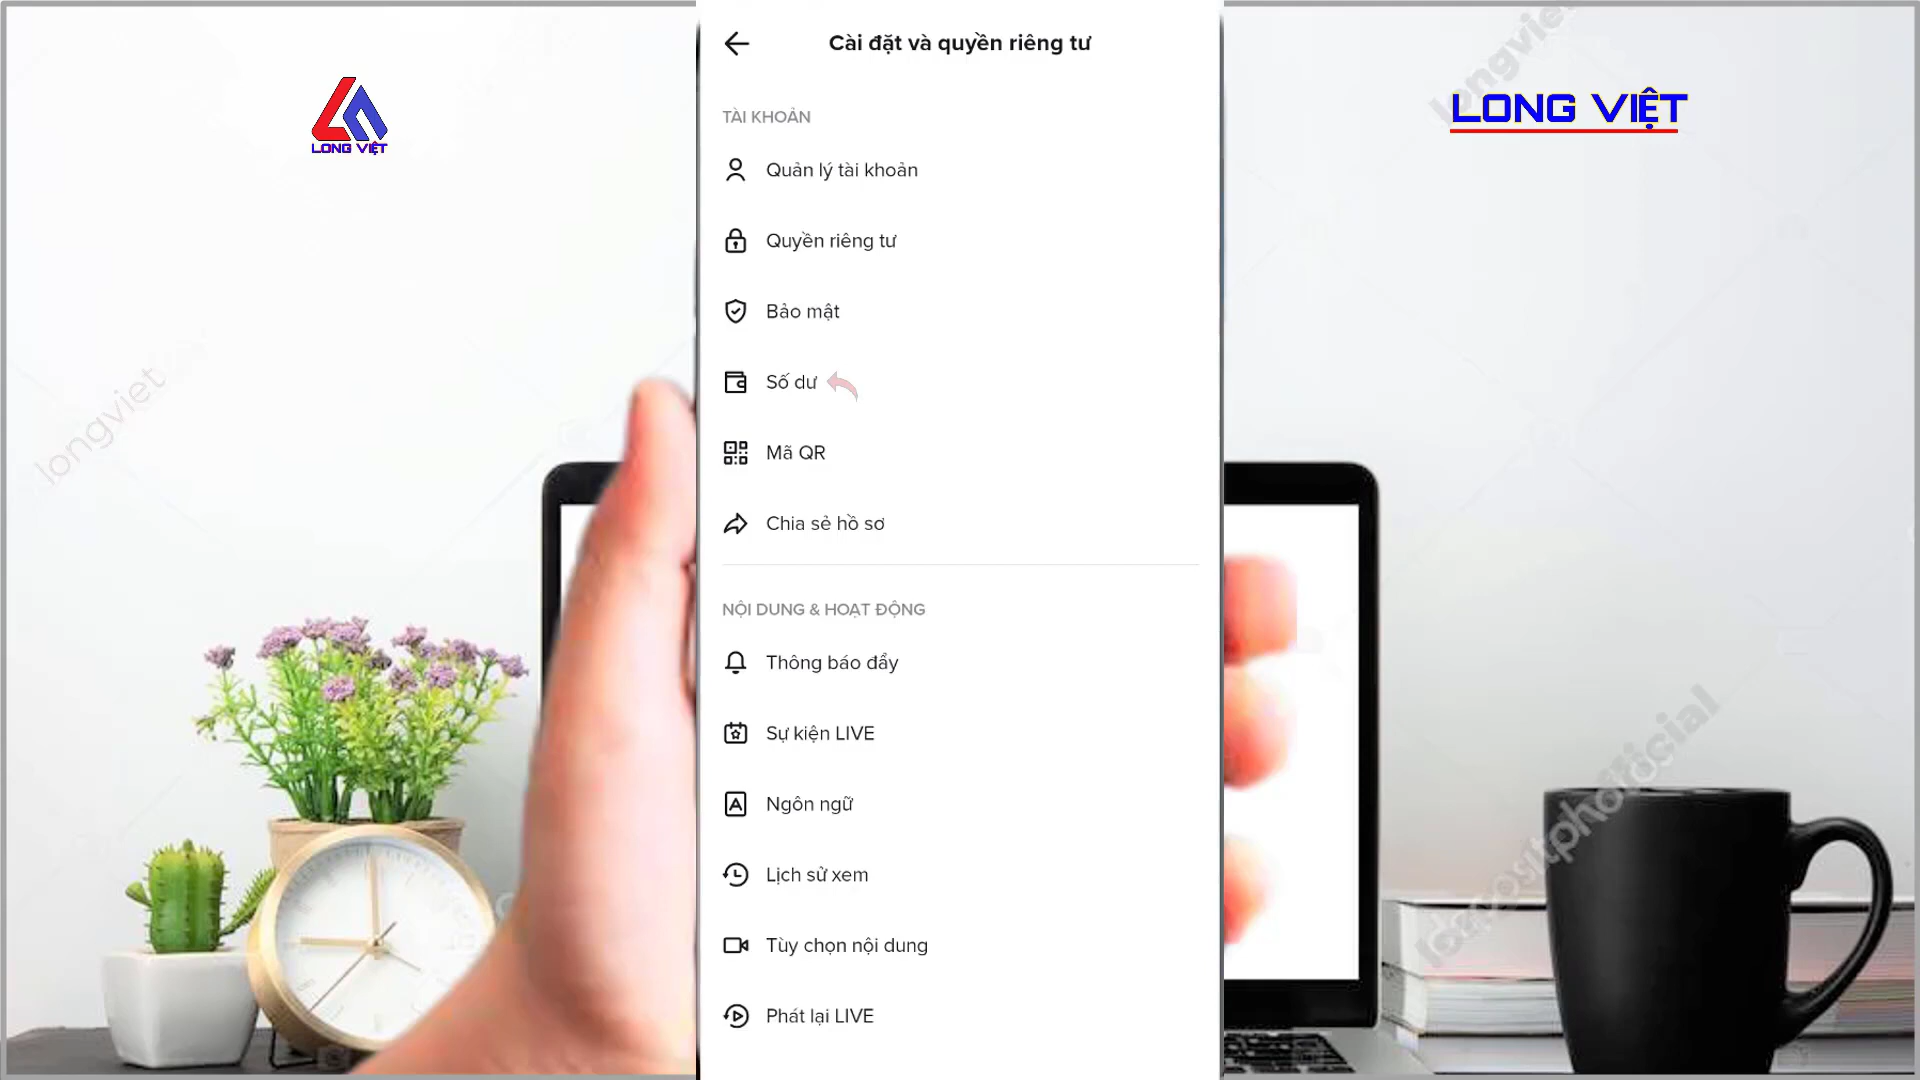 Cài đặt và quyền riêng tư
LONG VIỆT
LONG VIỆT
longviet
longviet
TÀI KHOẢN
Quản lý tài khoản
Quyền riêng tư
Bảo mật
Số dư
Mã QR
Chia sẻ hồ sơ
NỘI DUNG & HOẠT ĐỘNG
Thông báo đẩy
Sự kiện LIVE
Ngôn ngữ
Lịch sử xem
Tùy chọn nội dung
Phát lại LIVE